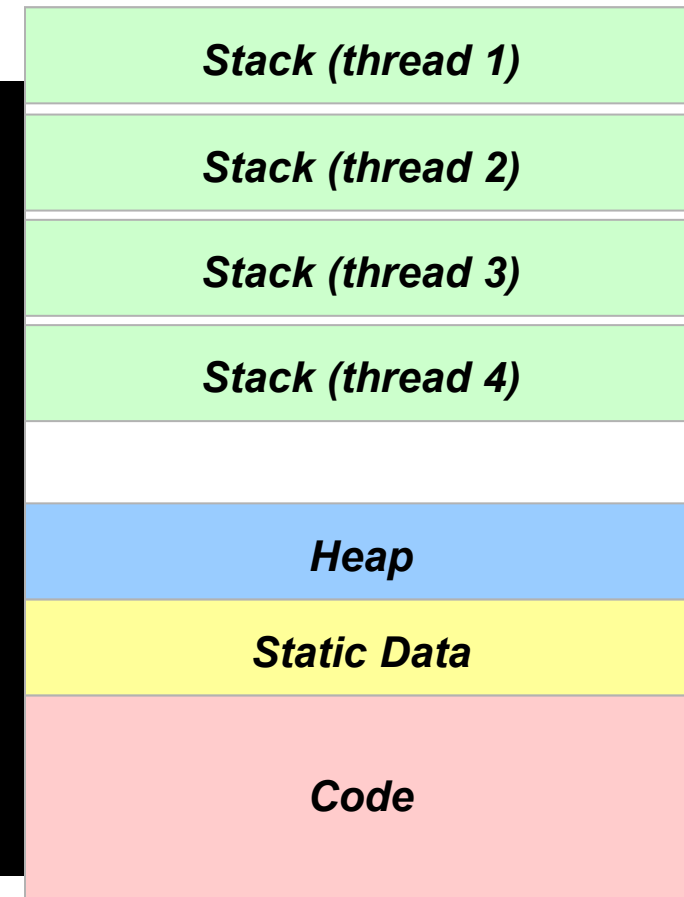 Stack (thread 1)
Stack (thread 2)
Stack (thread 3)
Stack (thread 4)
Heap
Static Data
Code